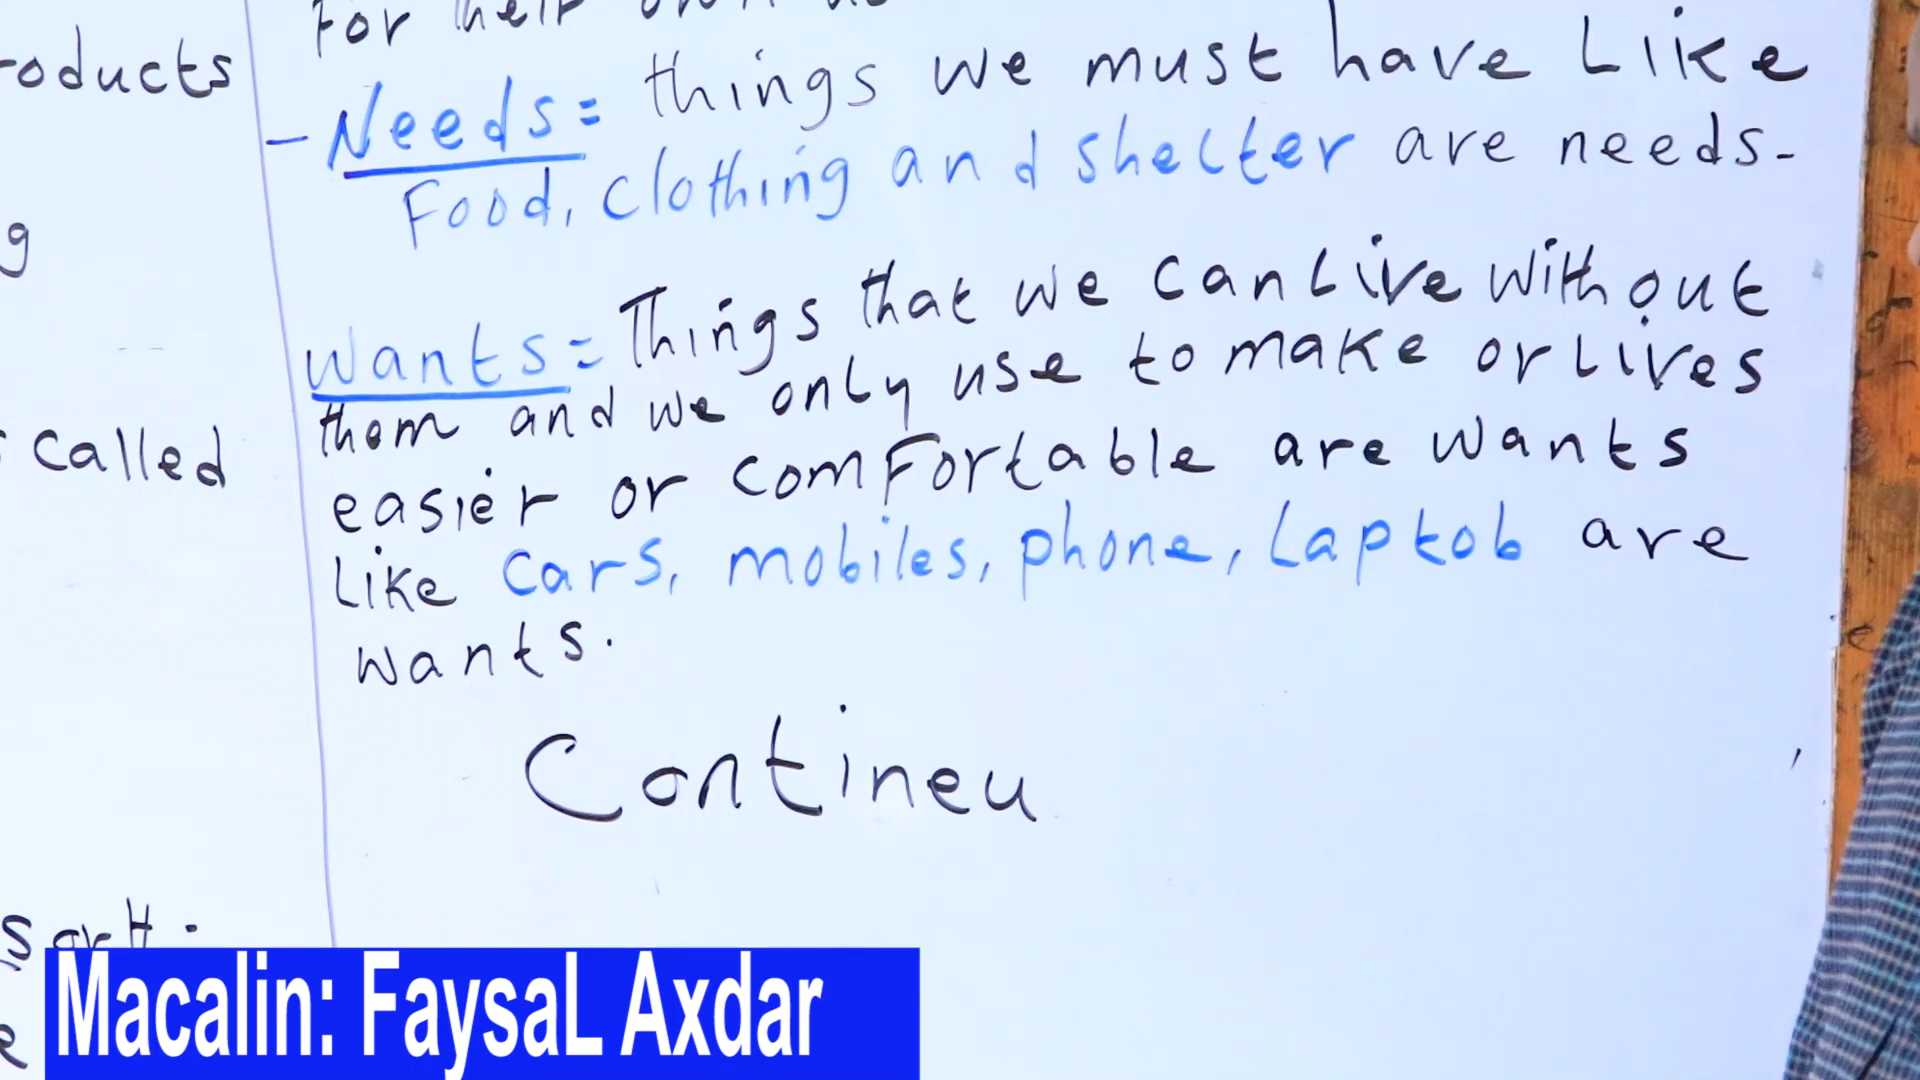 roducts
g
called
For their own
- Needs = things we must have Like
Food, clothing and shelter are needs-
Wants = Things that we can Live without
them and we only use to make or Lives
easier or comFortable are wants
Like Cars, mobiles, phone, Laptob are
wants.
Contineu
Macalin: FaysaL Axdar